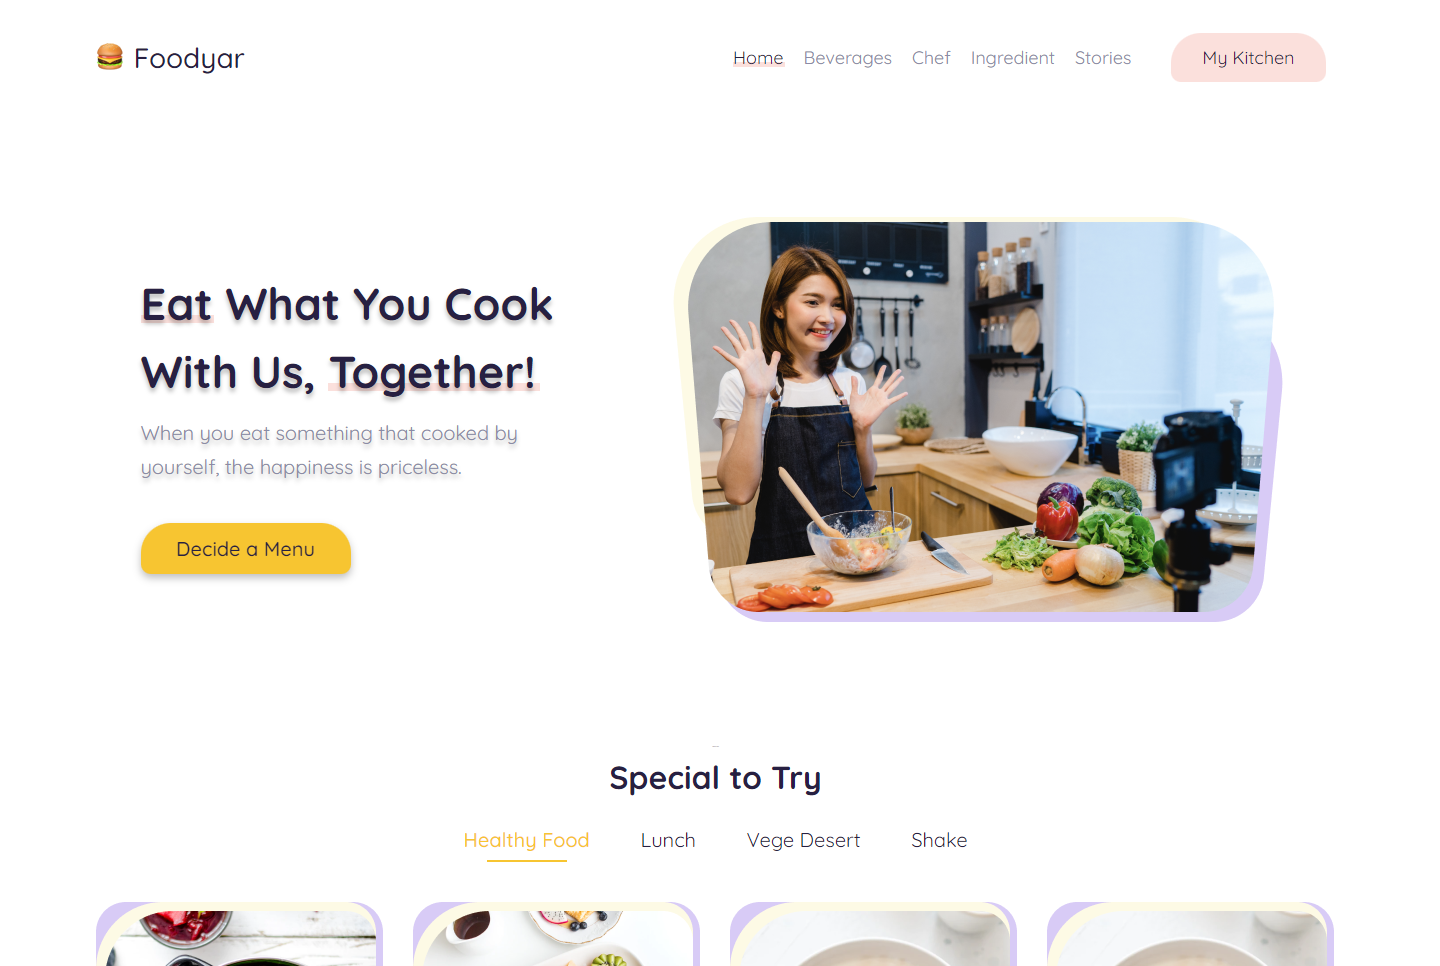 Foodyar
Home Beverages Chef Ingredient Stories My Kitchen
Eat What You Cook
With Us, Together!
When you eat something that cooked by
yourself, the happiness is priceless.
Decide a Menu
Special to Try
Healthy Food Lunch Vege Desert Shake